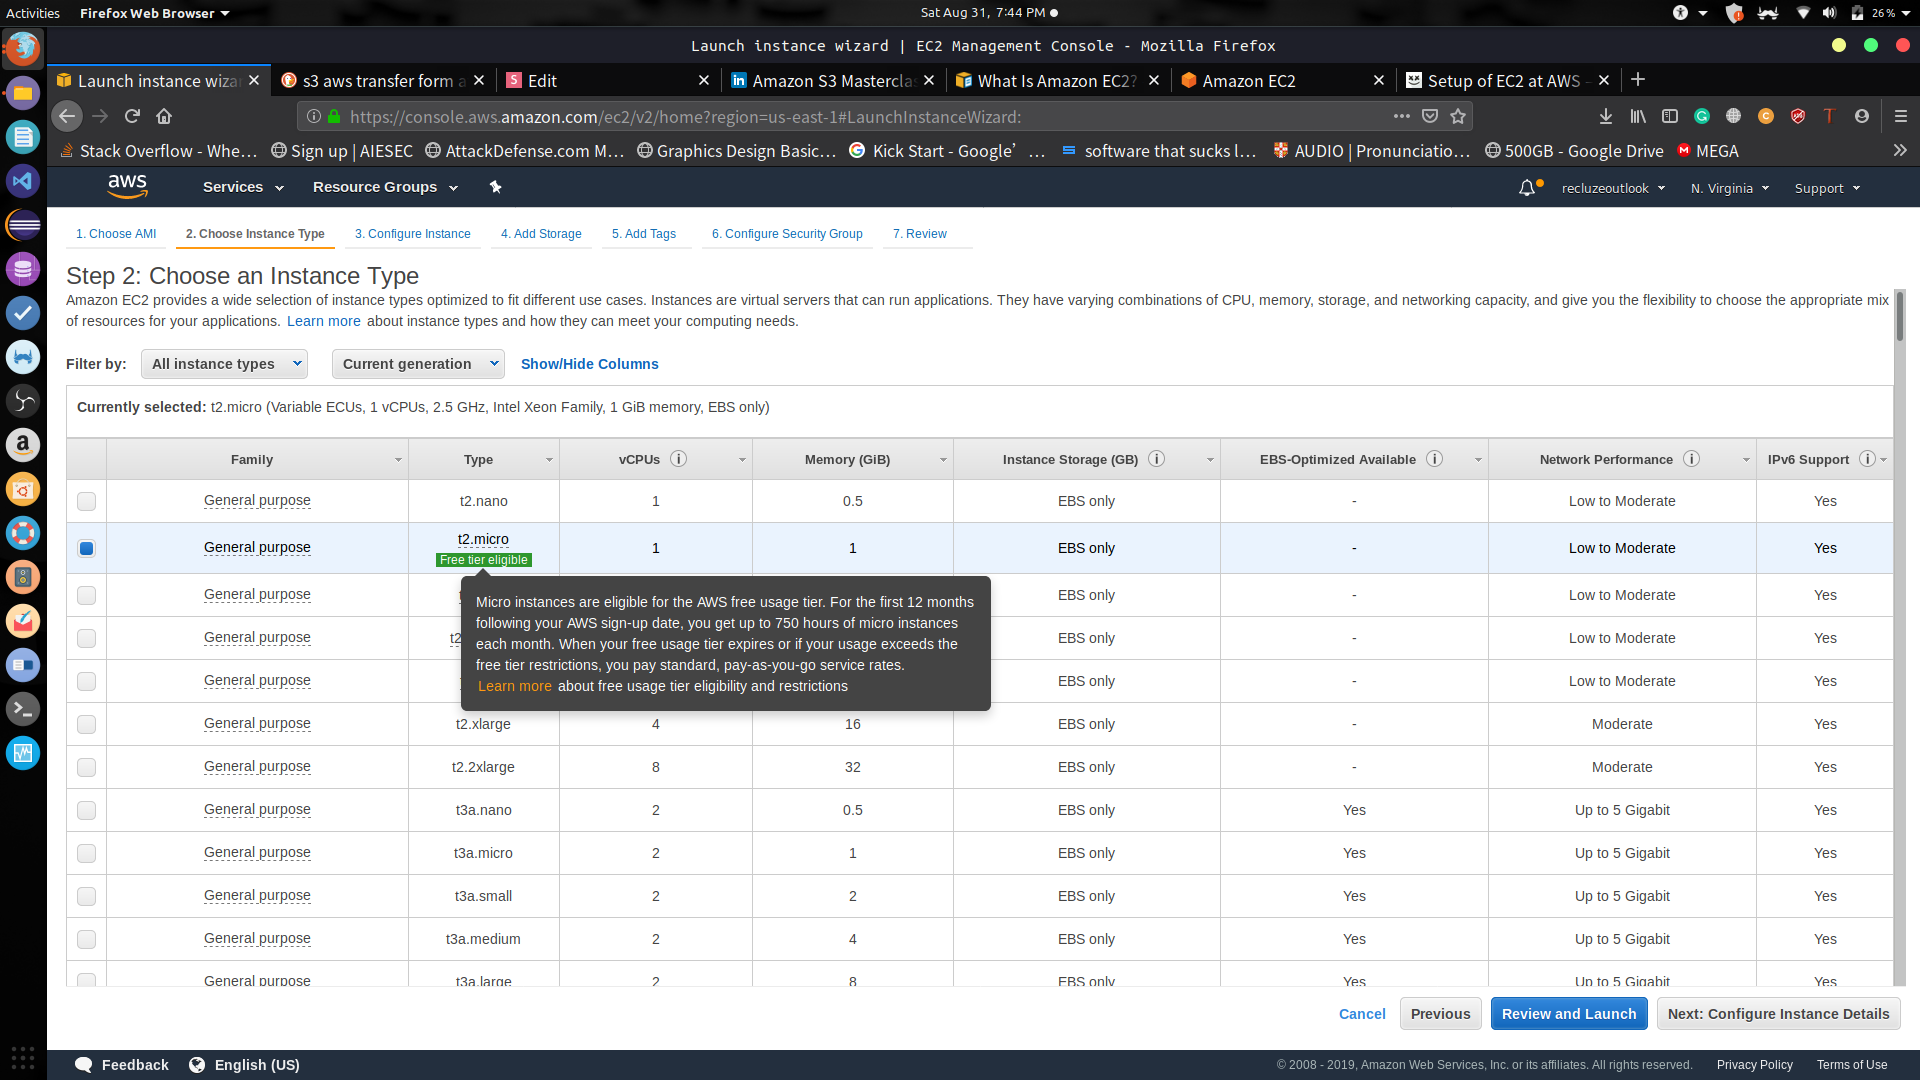 Activities Firefox Web Browser Sat Aug 31, 7:44 PM 26%
Launch instance wizard | EC2 Management Console - Mozilla Firefox
Launch instance wiza s3 aws transfer form a Edit Amazon S3 Masterclas What Is Amazon EC2? Amazon EC2 Setup of EC2 at AWS -
https://console.aws.amazon.com/ec2/v2/home?region=us-east-1#LaunchInstanceWizard:
Stack Overflow - Whe… Sign up | AIESEC AttackDefense.com M… Graphics Design Basic… Kick Start - Google’ … software that sucks l… AUDIO | Pronunciatio… 500GB - Google Drive MEGA
aws Services Resource Groups recluzeoutlook N. Virginia Support
1. Choose AMI 2. Choose Instance Type 3. Configure Instance 4. Add Storage 5. Add Tags 6. Configure Security Group 7. Review
Step 2: Choose an Instance Type
Amazon EC2 provides a wide selection of instance types optimized to fit different use cases. Instances are virtual servers that can run applications. They have varying combinations of CPU, memory, storage, and networking capacity, and give you the flexibility to choose the appropriate mix
of resources for your applications. Learn more about instance types and how they can meet your computing needs.
Filter by: All instance types Current generation Show/Hide Columns
Currently selected: t2.micro (Variable ECUs, 1 vCPUs, 2.5 GHz, Intel Xeon Family, 1 GiB memory, EBS only)
Family Type vCPUs Memory (GiB) Instance Storage (GB) EBS-Optimized Available Network Performance IPv6 Support
General purpose t2.nano 1 0.5 EBS only - Low to Moderate Yes
General purpose t2.micro 1 1 EBS only - Low to Moderate Yes
Free tier eligible
General purpose EBS only - Low to Moderate Yes
General purpose t2 EBS only - Low to Moderate Yes
General purpose EBS only - Low to Moderate Yes
Micro instances are eligible for the AWS free usage tier. For the first 12 months
following your AWS sign-up date, you get up to 750 hours of micro instances
each month. When your free usage tier expires or if your usage exceeds the
free tier restrictions, you pay standard, pay-as-you-go service rates.
Learn more about free usage tier eligibility and restrictions
General purpose t2.xlarge 4 16 EBS only - Moderate Yes
General purpose t2.2xlarge 8 32 EBS only - Moderate Yes
General purpose t3a.nano 2 0.5 EBS only Yes Up to 5 Gigabit Yes
General purpose t3a.micro 2 1 EBS only Yes Up to 5 Gigabit Yes
General purpose t3a.small 2 2 EBS only Yes Up to 5 Gigabit Yes
General purpose t3a.medium 2 4 EBS only Yes Up to 5 Gigabit Yes
General purpose t3a.large 2 8 EBS only Yes Up to 5 Gigabit Yes
Cancel Previous Review and Launch Next: Configure Instance Details
Feedback English (US) © 2008 - 2019, Amazon Web Services, Inc. or its affiliates. All rights reserved. Privacy Policy Terms of Use